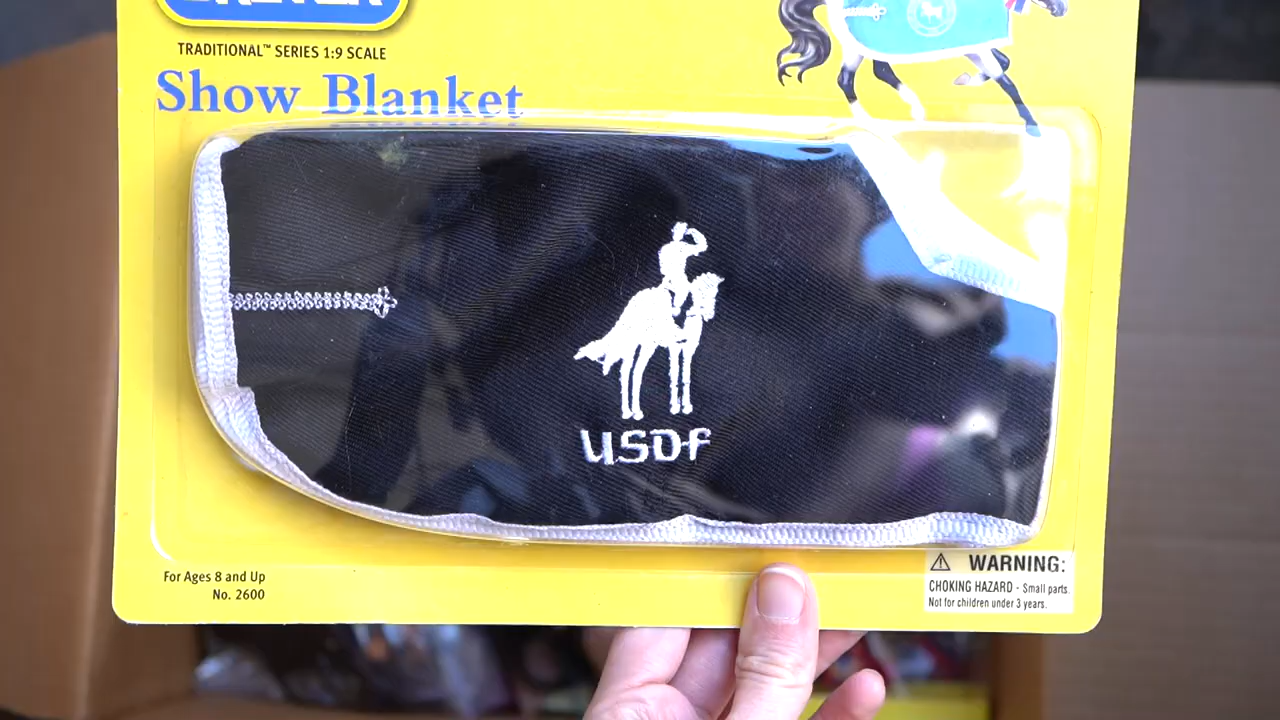 BREYER
TRADITIONAL™ SERIES 1:9 SCALE
Show Blanket
USDF
For Ages 8 and Up
No. 2600
⚠ WARNING:
CHOKING HAZARD - Small parts.
Not for children under 3 years.